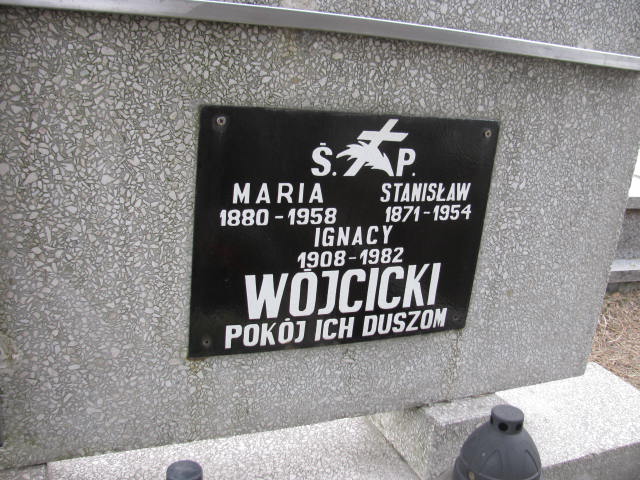 Ś. P.
MARIA STANISŁAW
1880-1958 1871-1954
IGNACY
1908-1982
WÓJCICKI
POKÓJ ICH DUSZOM